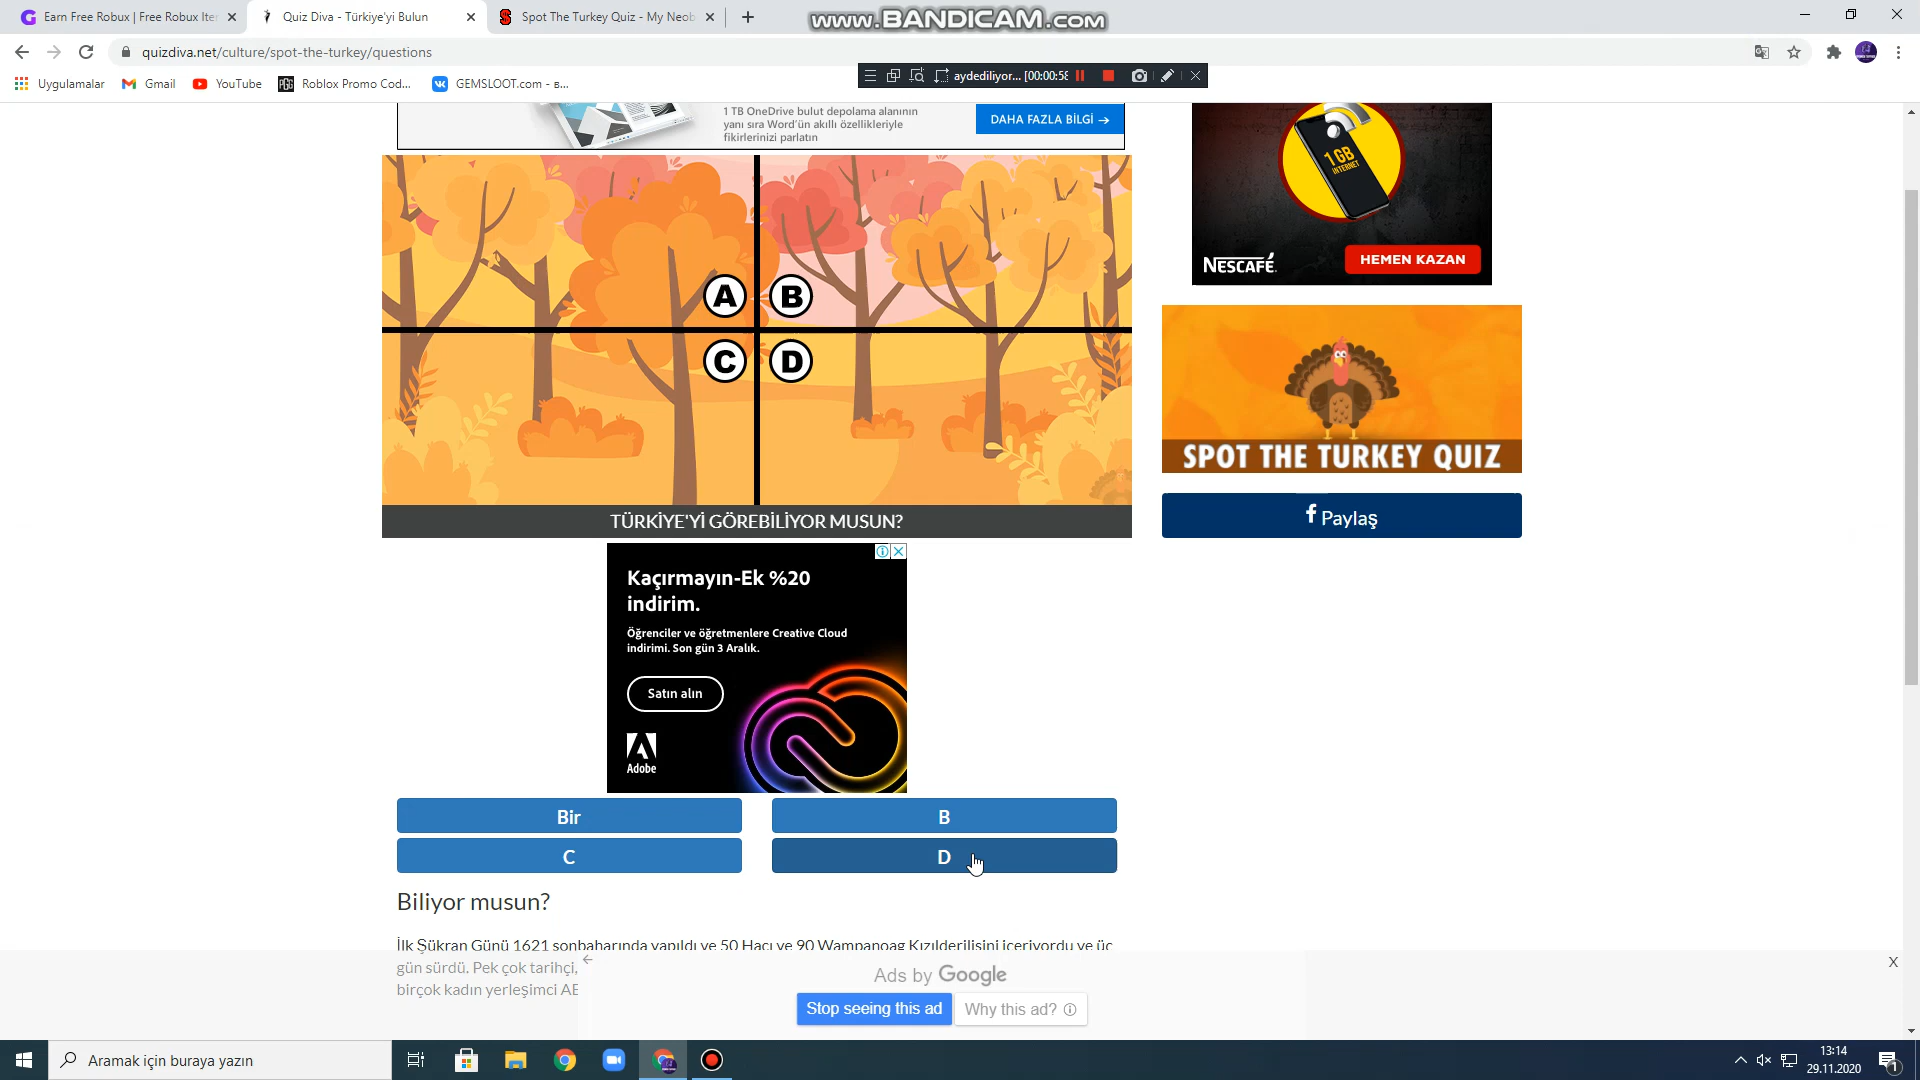 Earn Free Robux | Free Robux Iter
Quiz Diva - Türkiye'yi Bulun
Spot The Turkey Quiz - My Neob
www.BANDICAM.com
quizdiva.net/culture/spot-the-turkey/questions
Uygulamalar
Gmail
YouTube
Roblox Promo Cod...
GEMSLOOT.com - в...
aydediliyor... [00:00:58
1 TB OneDrive bulut depolama alanının
yanı sıra Word'ün akıllı özellikleriyle
fikirlerinizi parlatın
DAHA FAZLA BİLGİ →
1 GB
INTERNET
NESCAFÉ.
HEMEN KAZAN
A
B
C
D
SPOT THE TURKEY QUIZ
TÜRKİYE'Yİ GÖREBİLİYOR MUSUN?
f Paylaş
Kaçırmayın-Ek %20
indirim.
Öğrenciler ve öğretmenlere Creative Cloud
indirimi. Son gün 3 Aralık.
Satın alın
Adobe
Bir
B
C
D
Biliyor musun?
İlk Şükran Günü 1621 sonbaharında yapıldı ve 50 Hacı ve 90 Wampanoag Kızılderilisini içeriyordu ve üç
gün sürdü. Pek çok tarihçi,
birçok kadın yerleşimci AB
Ads by Google
X
Stop seeing this ad
Why this ad?
Aramak için buraya yazın
13:14
29.11.2020
1